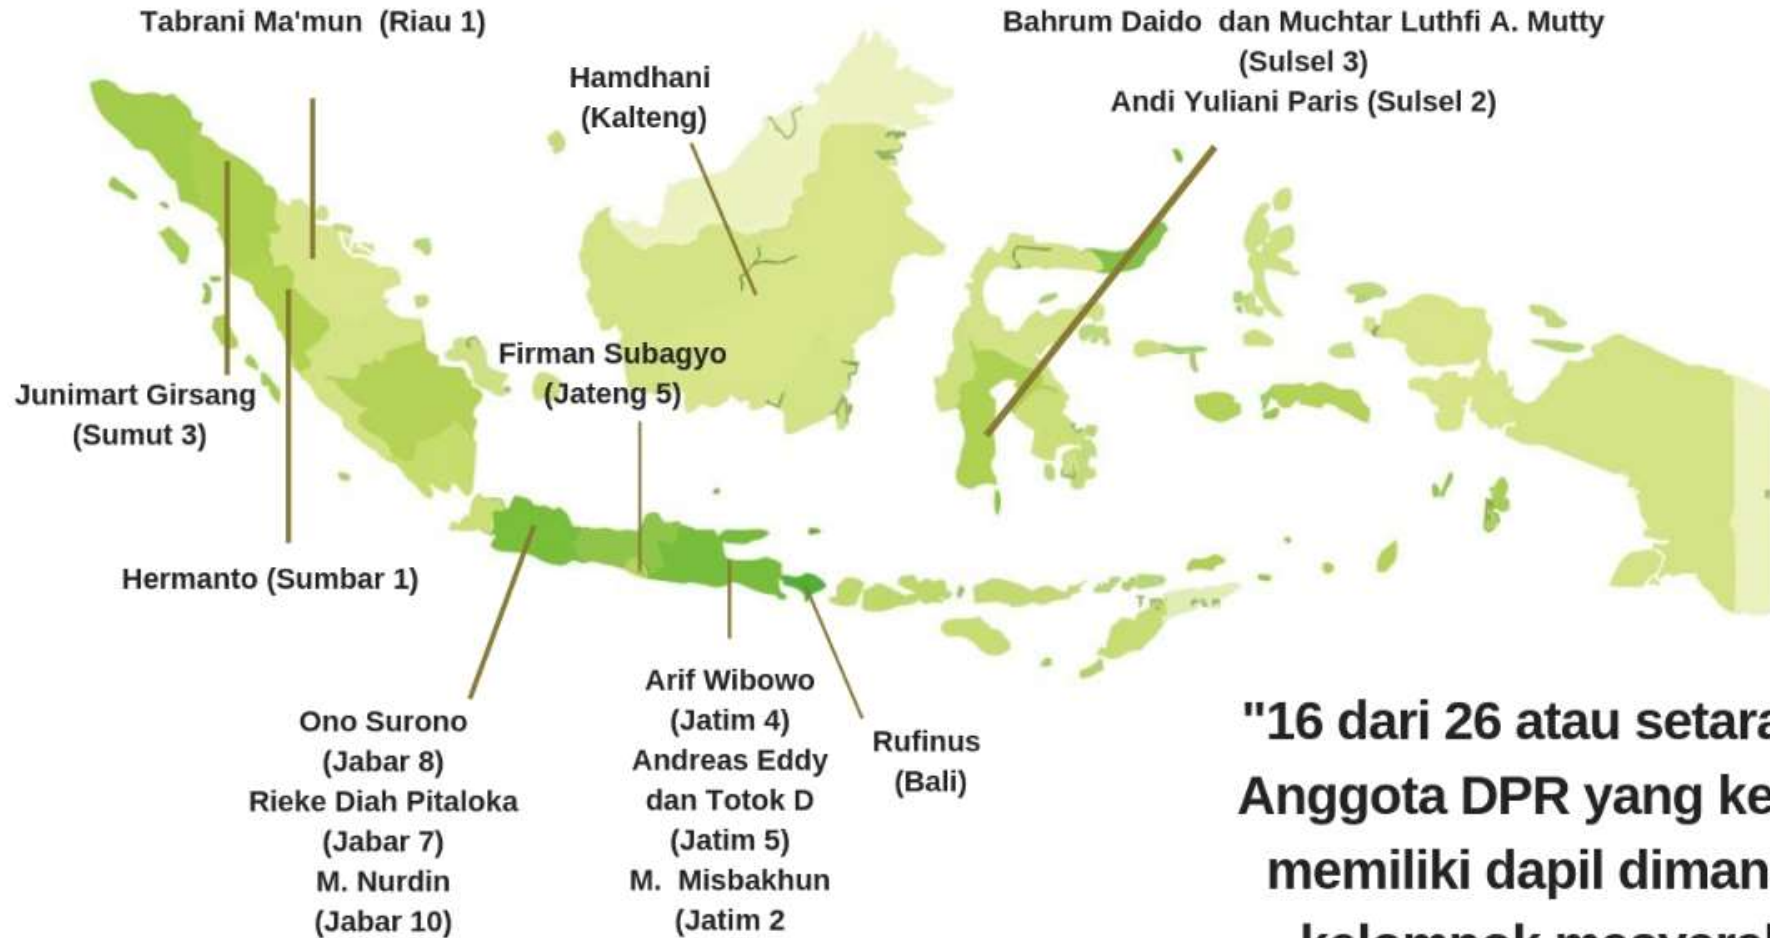 Tabrani Ma'mun (Riau 1)
Bahrum Daido dan Muchtar Luthfi A. Mutty
(Sulsel 3)
Andi Yuliani Paris (Sulsel 2)
Hamdhani
(Kalteng)
Firman Subagyo
(Jateng 5)
Junimart Girsang
(Sumut 3)
Hermanto (Sumbar 1)
Ono Surono
(Jabar 8)
Rieke Diah Pitaloka
(Jabar 7)
M. Nurdin
(Jabar 10)
Arif Wibowo
(Jatim 4)
Andreas Eddy
dan Totok D
(Jatim 5)
M. Misbakhun
(Jatim 2
Rufinus
(Bali)
"16 dari 26 atau setara
Anggota DPR yang ke
memiliki dapil diman